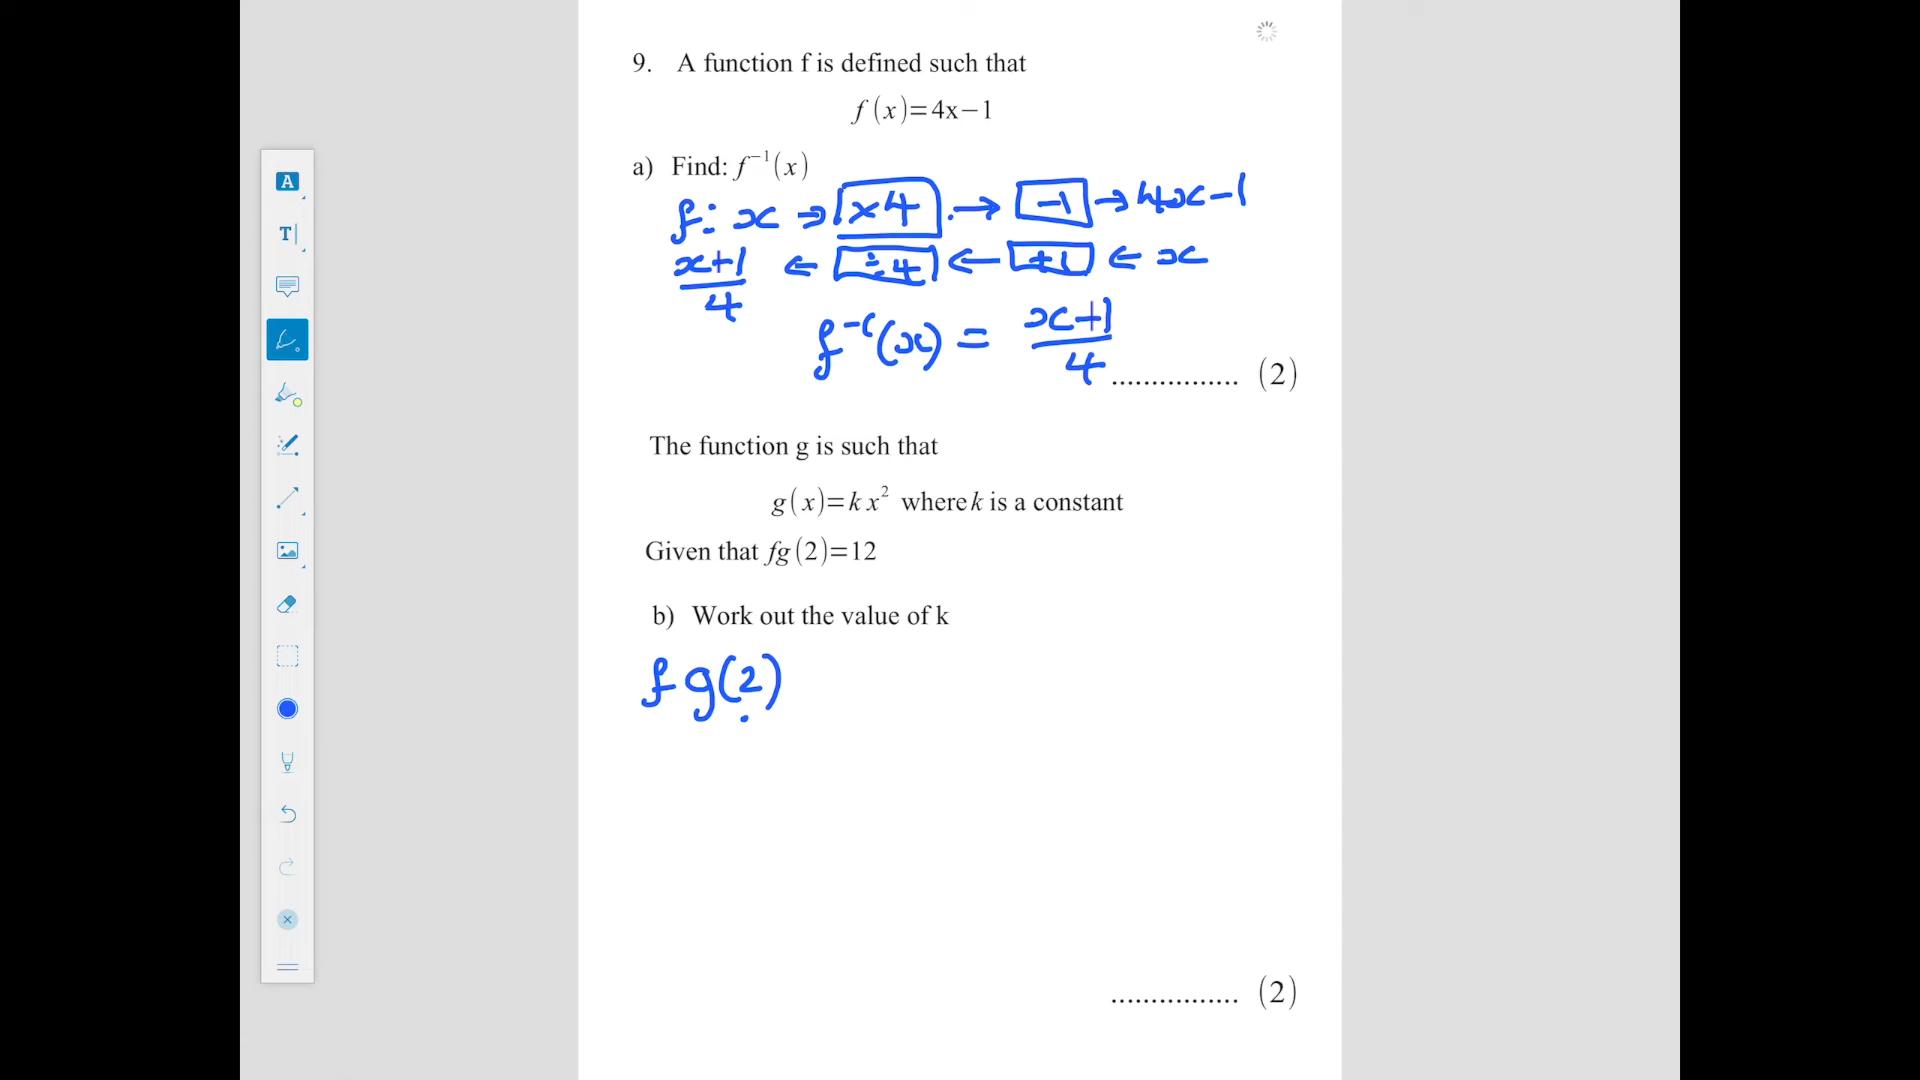 9. A function f is defined such that
f(x)=4x−1
a) Find: f⁻¹(x)
f: x → ×4 → −1 → 4x−1
x+1/4 ← ÷4 ← +1 ← x
f⁻¹(x) = x+1/4
................ (2)
The function g is such that
g(x)=kx² where k is a constant
Given that fg(2)=12
b) Work out the value of k
fg(2)
................ (2)
A
T